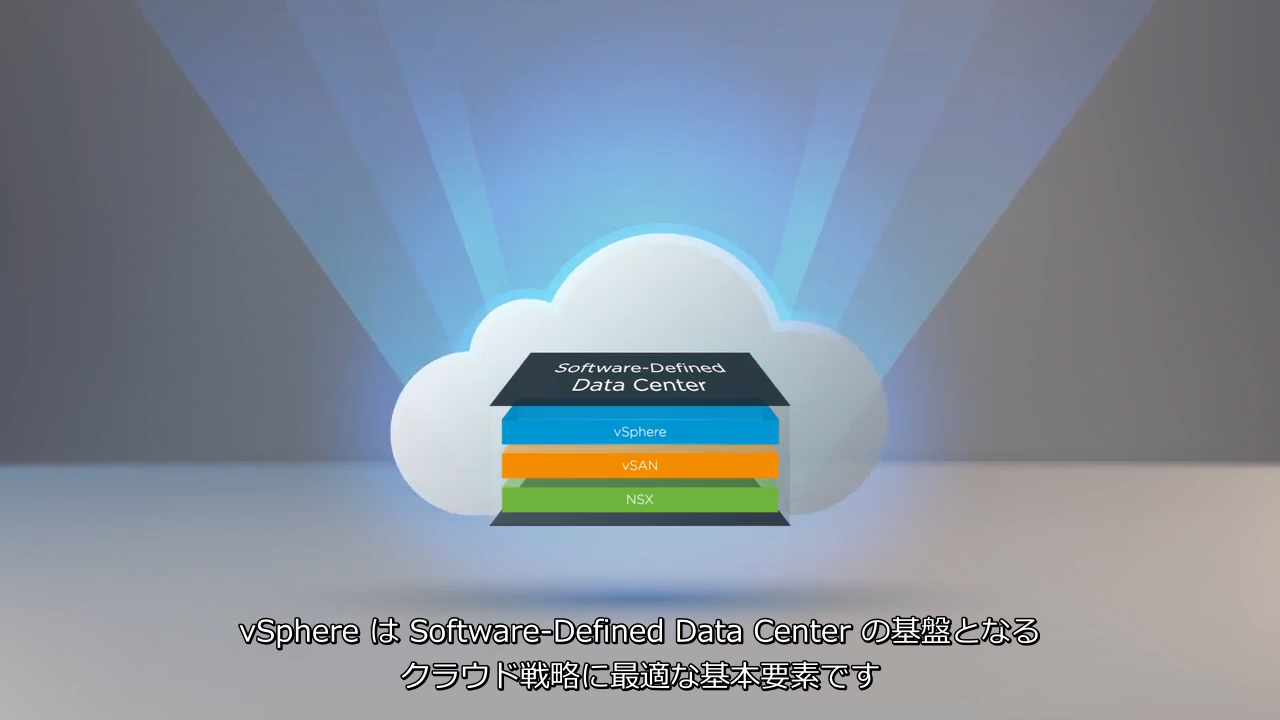 Software-Defined
Data Center
vSphere
vSAN
NSX
vSphere は Software-Defined Data Center の基盤となる
クラウド戦略に最適な基本要素です